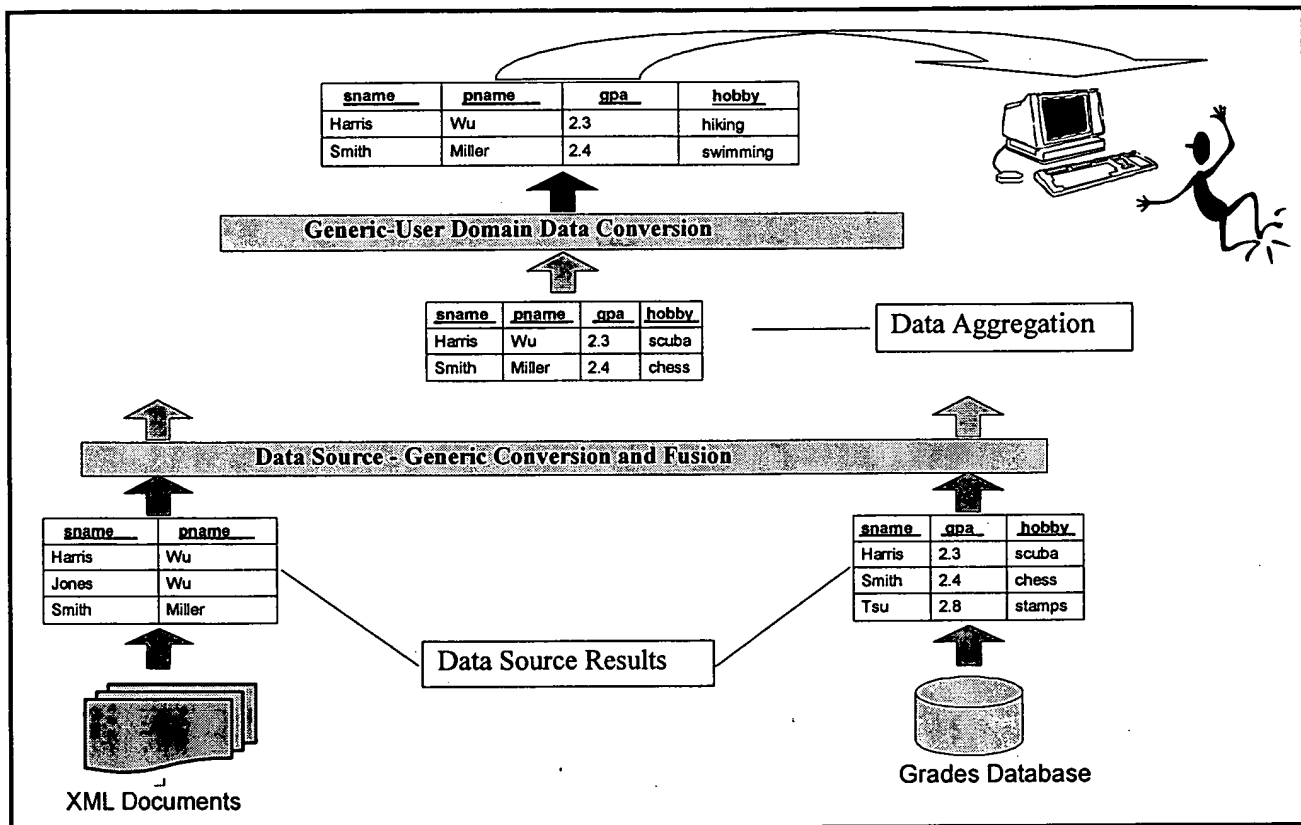 sname pname gpa hobby
Harris Wu 2.3 hiking
Smith Miller 2.4 swimming
Generic-User Domain Data Conversion
sname pname gpa hobby
Harris Wu 2.3 scuba
Smith Miller 2.4 chess
Data Aggregation
Data Source - Generic Conversion and Fusion
sname pname
Harris Wu
Jones Wu
Smith Miller
sname gpa hobby
Harris 2.3 scuba
Smith 2.4 chess
Tsu 2.8 stamps
Data Source Results
XML Documents
Grades Database